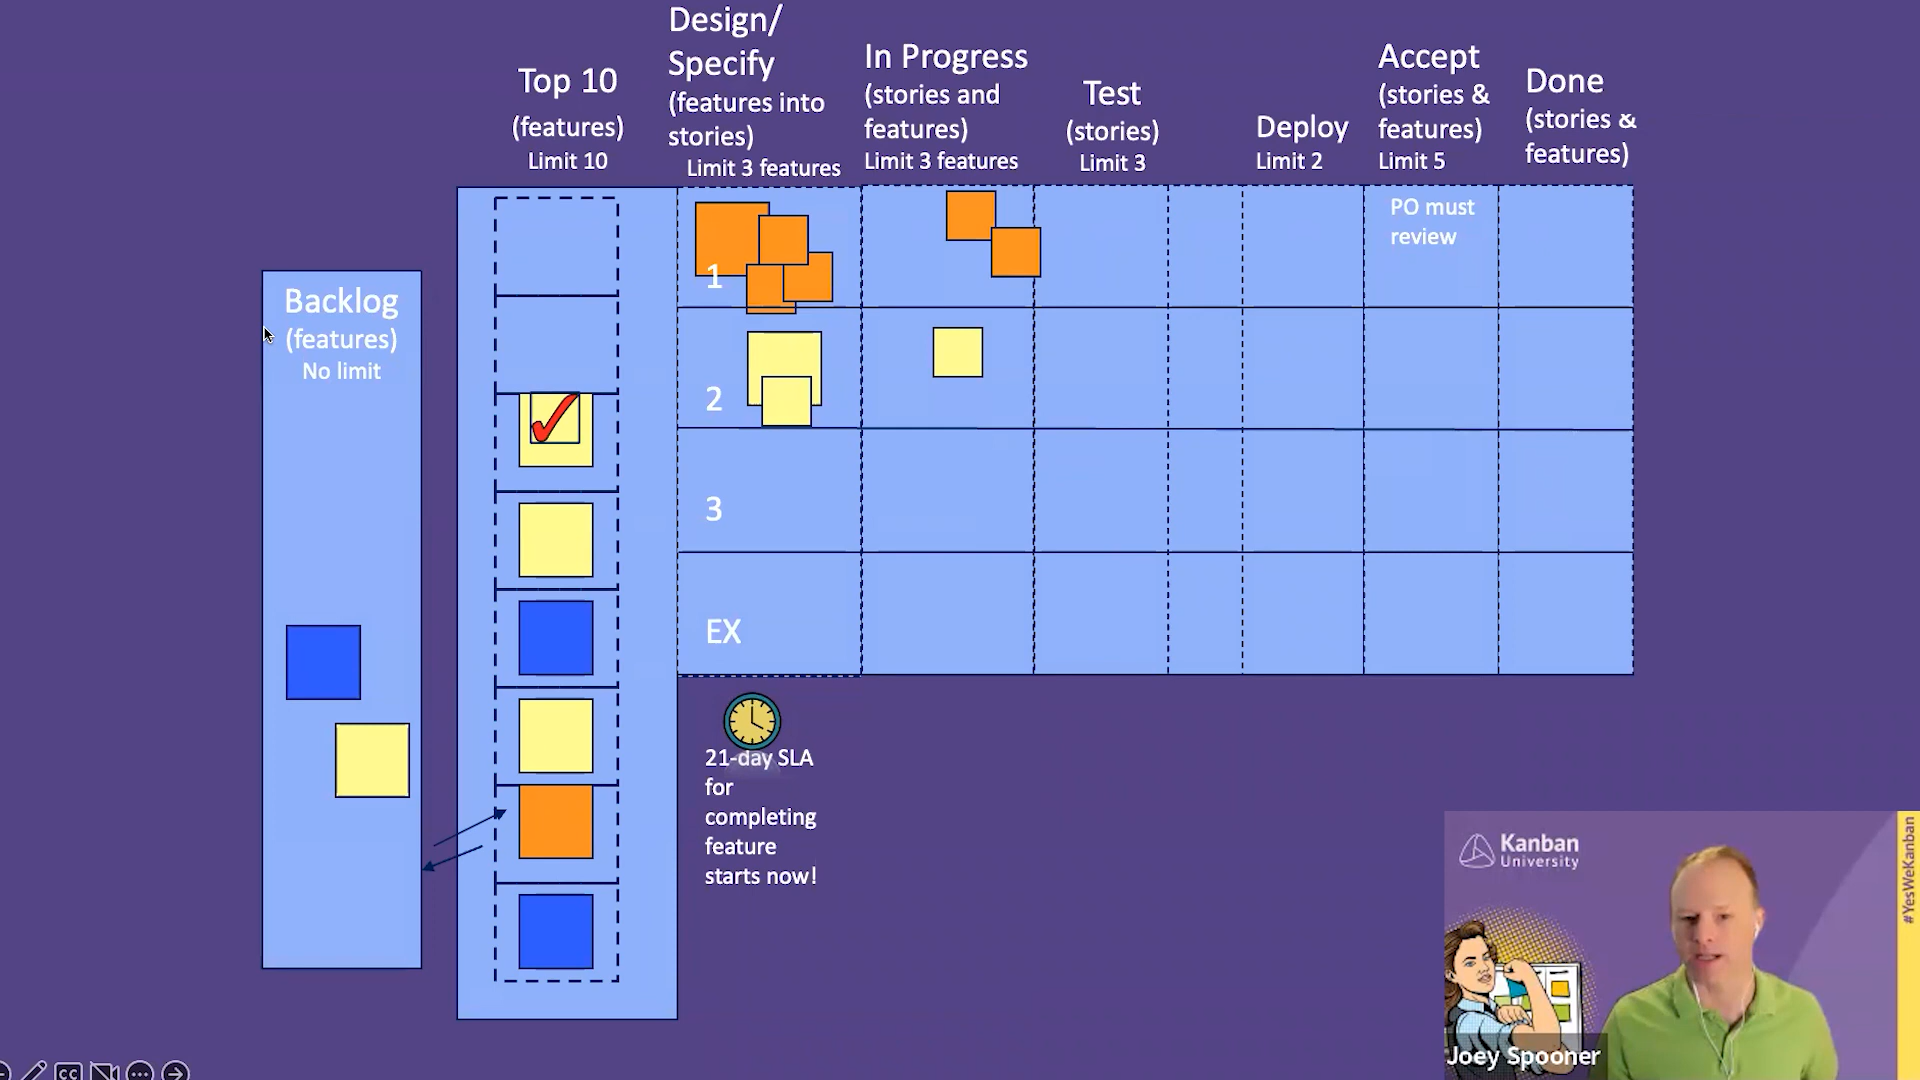 Design/
Specify
(features into
stories)
Limit 3 features
In Progress
(stories and
features)
Limit 3 features
Top 10
(features)
Limit 10
Test
(stories)
Limit 3
Deploy
Limit 2
Accept
(stories &
features)
Limit 5
Done
(stories &
features)
PO must
review
Backlog
(features)
No limit
1
2
3
EX
21-day SLA
for
completing
feature
starts now!
Kanban
University
#YesWeKanban
Joey Spooner
CC